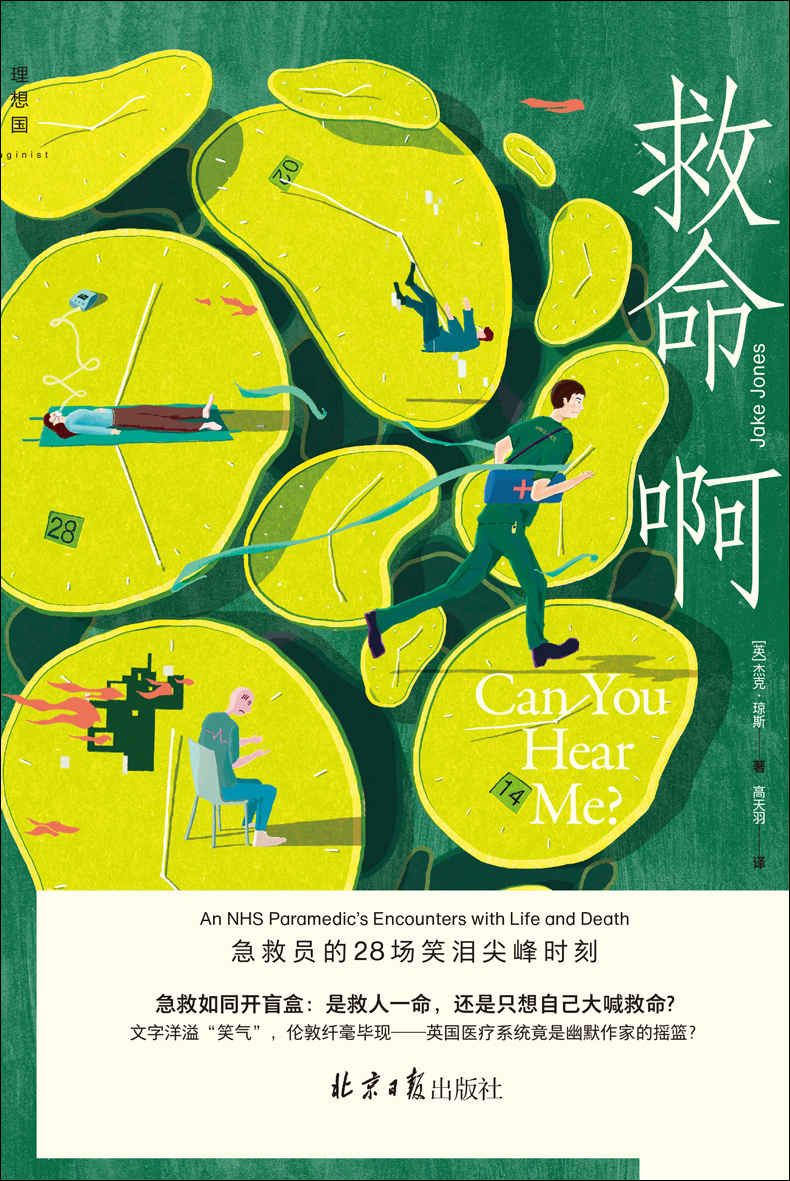 理想国
aginist
救命啊
Jake Jones
[英]杰克·琼斯 著 高天羽 译
20
28
14
Can You
Hear
Me?
An NHS Paramedic's Encounters with Life and Death
急救员的28场笑泪尖峰时刻
急救如同开盲盒：是救人一命，还是只想自己大喊救命?
文字洋溢“笑气”，伦敦纤毫毕现——英国医疗系统竟是幽默作家的摇篮?
北京日报出版社